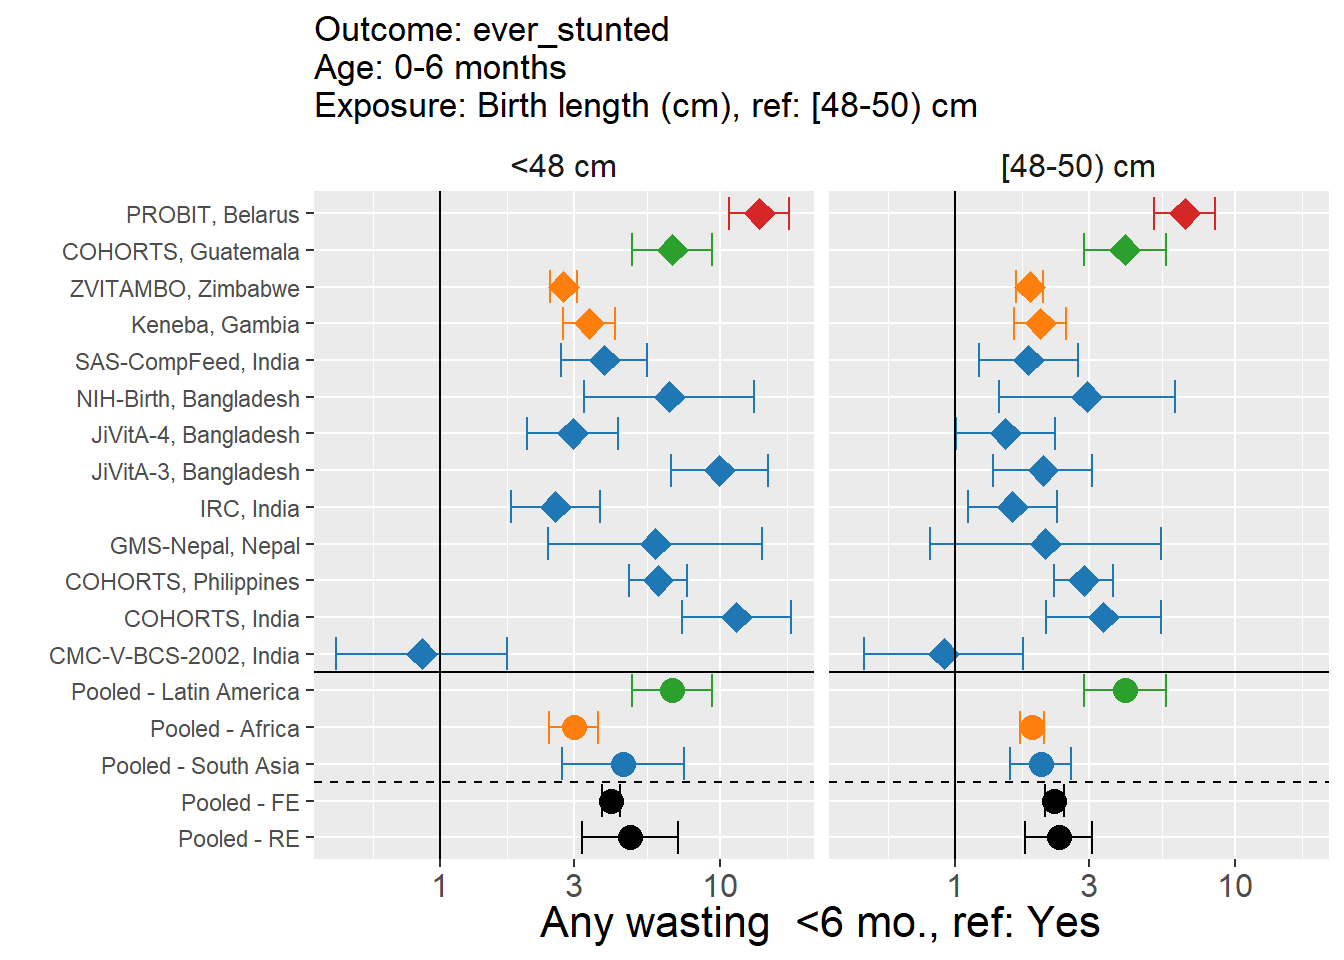 Outcome: ever_stunted
Age: 0-6 months
Exposure: Birth length (cm), ref: [48-50) cm
<48 cm
[48-50) cm
PROBIT, Belarus
COHORTS, Guatemala
ZVITAMBO, Zimbabwe
Keneba, Gambia
SAS-CompFeed, India
NIH-Birth, Bangladesh
JiVitA-4, Bangladesh
JiVitA-3, Bangladesh
IRC, India
GMS-Nepal, Nepal
COHORTS, Philippines
COHORTS, India
CMC-V-BCS-2002, India
Pooled - Latin America
Pooled - Africa
Pooled - South Asia
Pooled - FE
Pooled - RE
1 3 10
1 3 10
Any wasting  <6 mo., ref: Yes